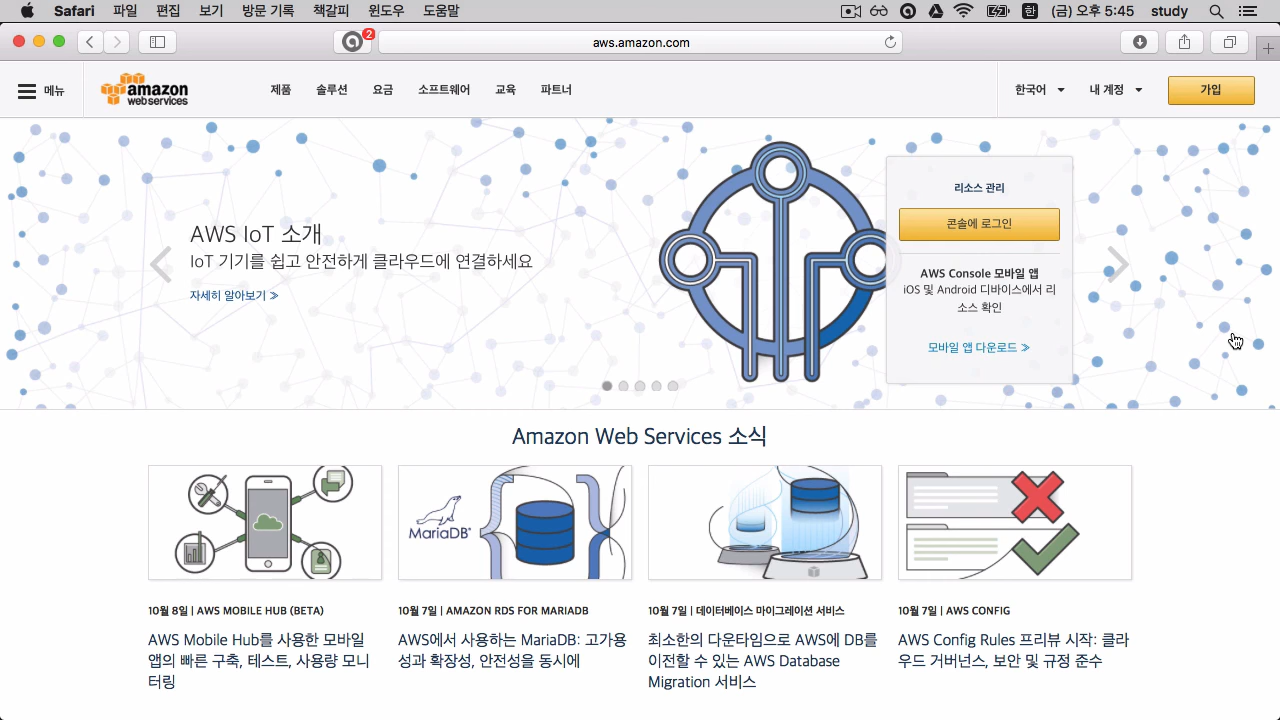 Safari 파일 편집 보기 방문 기록 책갈피 윈도우 도움말 한 (금) 오후 5:45 study
2 aws.amazon.com
메뉴 amazon web services 제품 솔루션 요금 소프트웨어 교육 파트너 한국어 내 계정 가입
리소스 관리
콘솔에 로그인
AWS IoT 소개
IoT 기기를 쉽고 안전하게 클라우드에 연결하세요
자세히 알아보기 ≫
AWS Console 모바일 앱
iOS 및 Android 디바이스에서 리
소스 확인
모바일 앱 다운로드 ≫
Amazon Web Services 소식
MariaDB
10월 8일 | AWS MOBILE HUB (BETA)
AWS Mobile Hub를 사용한 모바일
앱의 빠른 구축, 테스트, 사용량 모니
터링
10월 7일 | AMAZON RDS FOR MARIADB
AWS에서 사용하는 MariaDB: 고가용
성과 확장성, 안전성을 동시에
10월 7일 | 데이터베이스 마이그레이션 서비스
최소한의 다운타임으로 AWS에 DB를
이전할 수 있는 AWS Database
Migration 서비스
10월 7일 | AWS CONFIG
AWS Config Rules 프리뷰 시작: 클라
우드 거버넌스, 보안 및 규정 준수